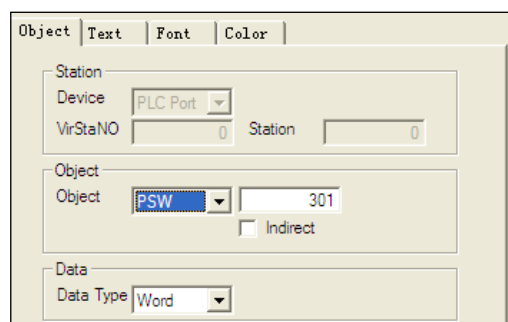 Object Text Font Color
Station
Device PLC Port
VirStaNO 0 Station 0
Object
Object PSW 301
Indirect
Data
Data Type Word